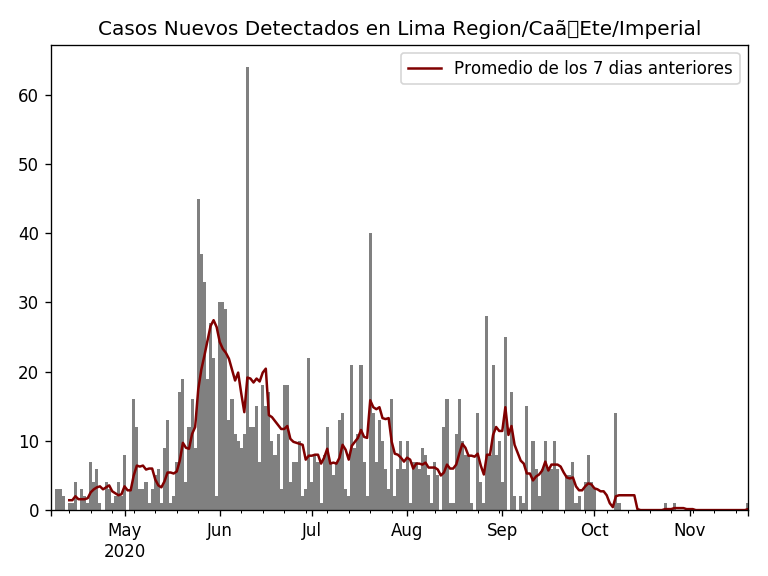 Casos Nuevos Detectados en Lima Region/Caã▯Ete/Imperial
Promedio de los 7 dias anteriores
60
50
40
30
20
10
0
May Jun Jul Aug Sep Oct Nov
2020